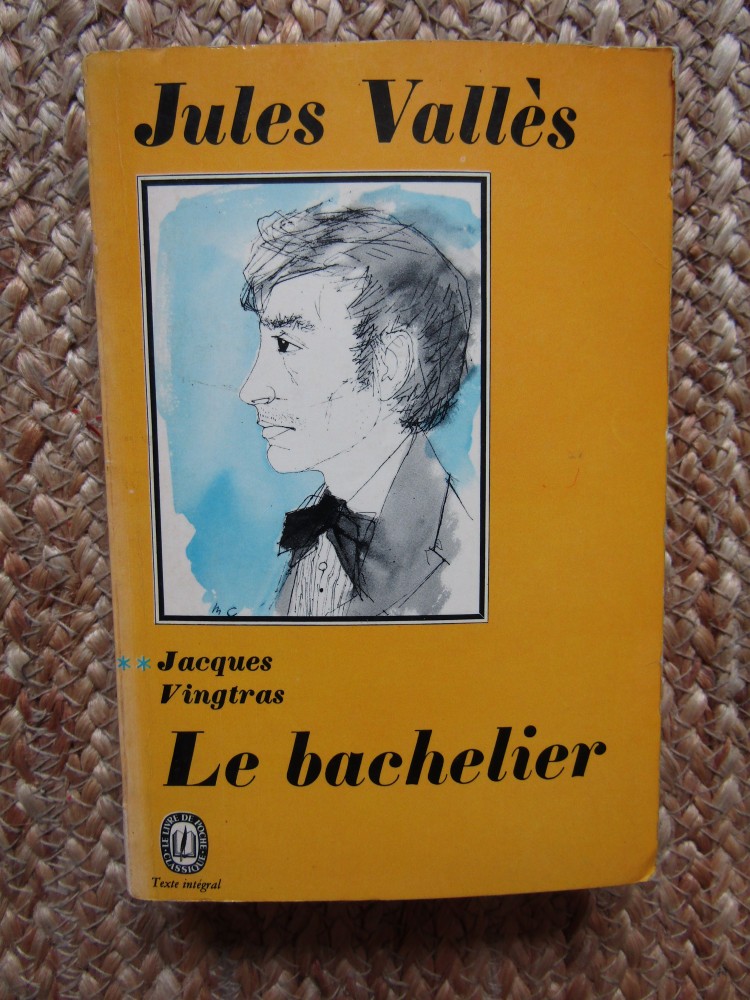 Jules Vallès
M C
** Jacques
Vingtras
Le bachelier
LE LIVRE DE POCHE
CLASSIQUE
Texte intégral